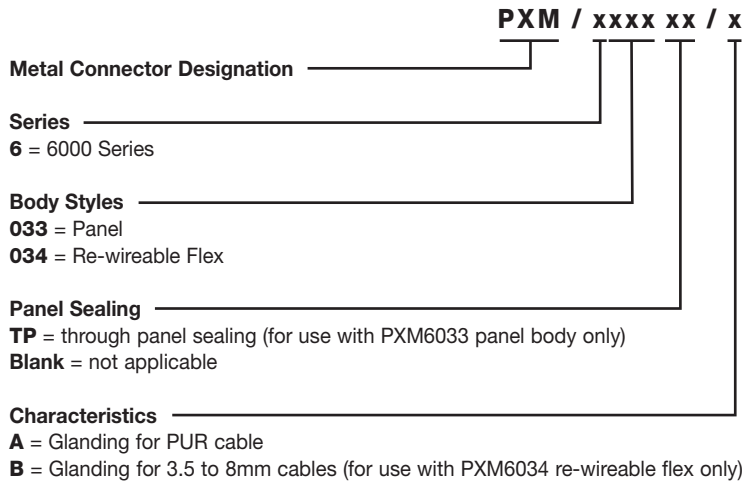 PXM / xxxx xx / x
Metal Connector Designation
Series
6 = 6000 Series
Body Styles
033 = Panel
034 = Re-wireable Flex
Panel Sealing
TP = through panel sealing (for use with PXM6033 panel body only)
Blank = not applicable
Characteristics
A = Glanding for PUR cable
B = Glanding for 3.5 to 8mm cables (for use with PXM6034 re-wireable flex only)